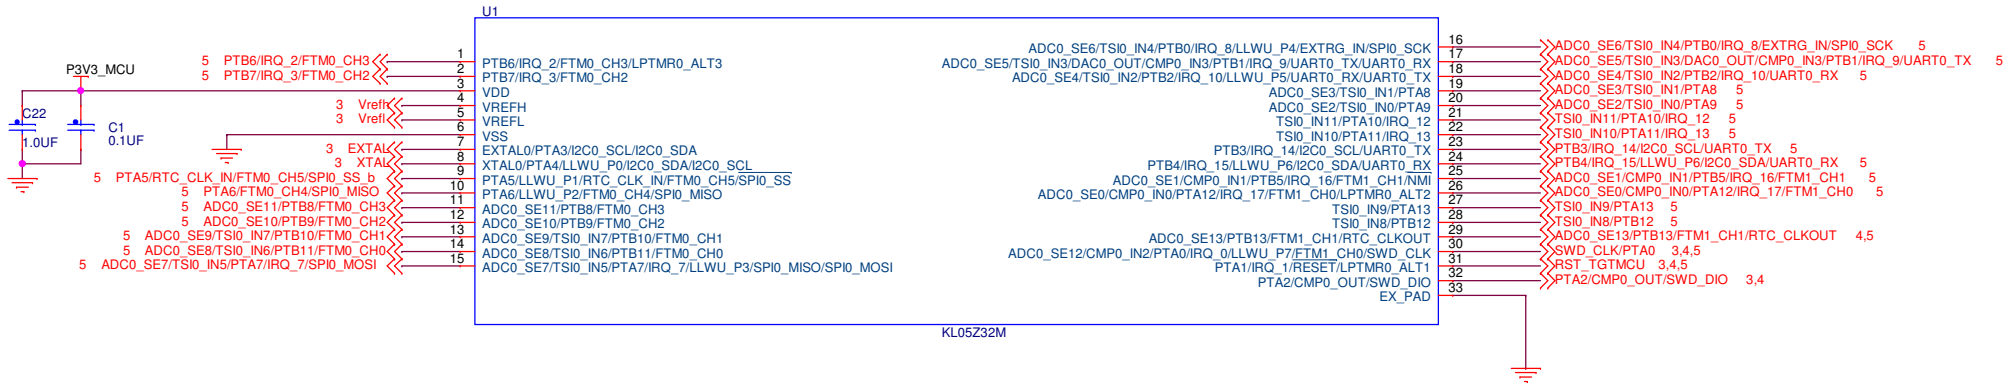 U1
5 PTB6/IRQ_2/FTM0_CH3 1 PTB6/IRQ_2/FTM0_CH3/LPTMR0_ALT3
5 PTB7/IRQ_3/FTM0_CH2 2 PTB7/IRQ_3/FTM0_CH2
P3V3_MCU 3 VDD
3 Vrefh 4 VREFH
3 Vrefl 5 VREFL
6 VSS
C22
1.0UF
C1
0.1UF
3 EXTAL 7 EXTAL0/PTA3/I2C0_SCL/I2C0_SDA
3 XTAL 8 XTAL0/PTA4/LLWU_P0/I2C0_SDA/I2C0_SCL
5 PTA5/RTC_CLK_IN/FTM0_CH5/SPI0_SS_b 9 PTA5/LLWU_P1/RTC_CLK_IN/FTM0_CH5/SPI0_SS
5 PTA6/FTM0_CH4/SPI0_MISO 10 PTA6/LLWU_P2/FTM0_CH4/SPI0_MISO
5 ADC0_SE11/PTB8/FTM0_CH3 11 ADC0_SE11/PTB8/FTM0_CH3
5 ADC0_SE10/PTB9/FTM0_CH2 12 ADC0_SE10/PTB9/FTM0_CH2
5 ADC0_SE9/TSI0_IN7/PTB10/FTM0_CH1 13 ADC0_SE9/TSI0_IN7/PTB10/FTM0_CH1
5 ADC0_SE8/TSI0_IN6/PTB11/FTM0_CH0 14 ADC0_SE8/TSI0_IN6/PTB11/FTM0_CH0
5 ADC0_SE7/TSI0_IN5/PTA7/IRQ_7/SPI0_MOSI 15 ADC0_SE7/TSI0_IN5/PTA7/IRQ_7/LLWU_P3/SPI0_MISO/SPI0_MOSI
ADC0_SE6/TSI0_IN4/PTB0/IRQ_8/LLWU_P4/EXTRG_IN/SPI0_SCK 16 ADC0_SE6/TSI0_IN4/PTB0/IRQ_8/EXTRG_IN/SPI0_SCK 5
ADC0_SE5/TSI0_IN3/DAC0_OUT/CMP0_IN3/PTB1/IRQ_9/UART0_TX/UART0_RX 17 ADC0_SE5/TSI0_IN3/DAC0_OUT/CMP0_IN3/PTB1/IRQ_9/UART0_TX 5
ADC0_SE4/TSI0_IN2/PTB2/IRQ_10/LLWU_P5/UART0_RX/UART0_TX 18 ADC0_SE4/TSI0_IN2/PTB2/IRQ_10/UART0_RX 5
ADC0_SE3/TSI0_IN1/PTA8 19 ADC0_SE3/TSI0_IN1/PTA8 5
ADC0_SE2/TSI0_IN0/PTA9 20 ADC0_SE2/TSI0_IN0/PTA9 5
TSI0_IN11/PTA10/IRQ_12 21 TSI0_IN11/PTA10/IRQ_12 5
TSI0_IN10/PTA11/IRQ_13 22 TSI0_IN10/PTA11/IRQ_13 5
PTB3/IRQ_14/I2C0_SCL/UART0_TX 23 PTB3/IRQ_14/I2C0_SCL/UART0_TX 5
PTB4/IRQ_15/LLWU_P6/I2C0_SDA/UART0_RX 24 PTB4/IRQ_15/LLWU_P6/I2C0_SDA/UART0_RX 5
ADC0_SE1/CMP0_IN1/PTB5/IRQ_16/FTM1_CH1/NMI 25 ADC0_SE1/CMP0_IN1/PTB5/IRQ_16/FTM1_CH1 5
ADC0_SE0/CMP0_IN0/PTA12/IRQ_17/FTM1_CH0/LPTMR0_ALT2 26 ADC0_SE0/CMP0_IN0/PTA12/IRQ_17/FTM1_CH0 5
TSI0_IN9/PTA13 27 TSI0_IN9/PTA13 5
TSI0_IN8/PTB12 28 TSI0_IN8/PTB12 5
ADC0_SE13/PTB13/FTM1_CH1/RTC_CLKOUT 29 ADC0_SE13/PTB13/FTM1_CH1/RTC_CLKOUT 4,5
ADC0_SE12/CMP0_IN2/PTA0/IRQ_0/LLWU_P7/FTM1_CH0/SWD_CLK 30 SWD_CLK/PTA0 3,4,5
PTA1/IRQ_1/RESET/LPTMR0_ALT1 31 RST_TGTMCU 3,4,5
PTA2/CMP0_OUT/SWD_DIO 32 PTA2/CMP0_OUT/SWD_DIO 3,4
EX_PAD 33
KL05Z32M